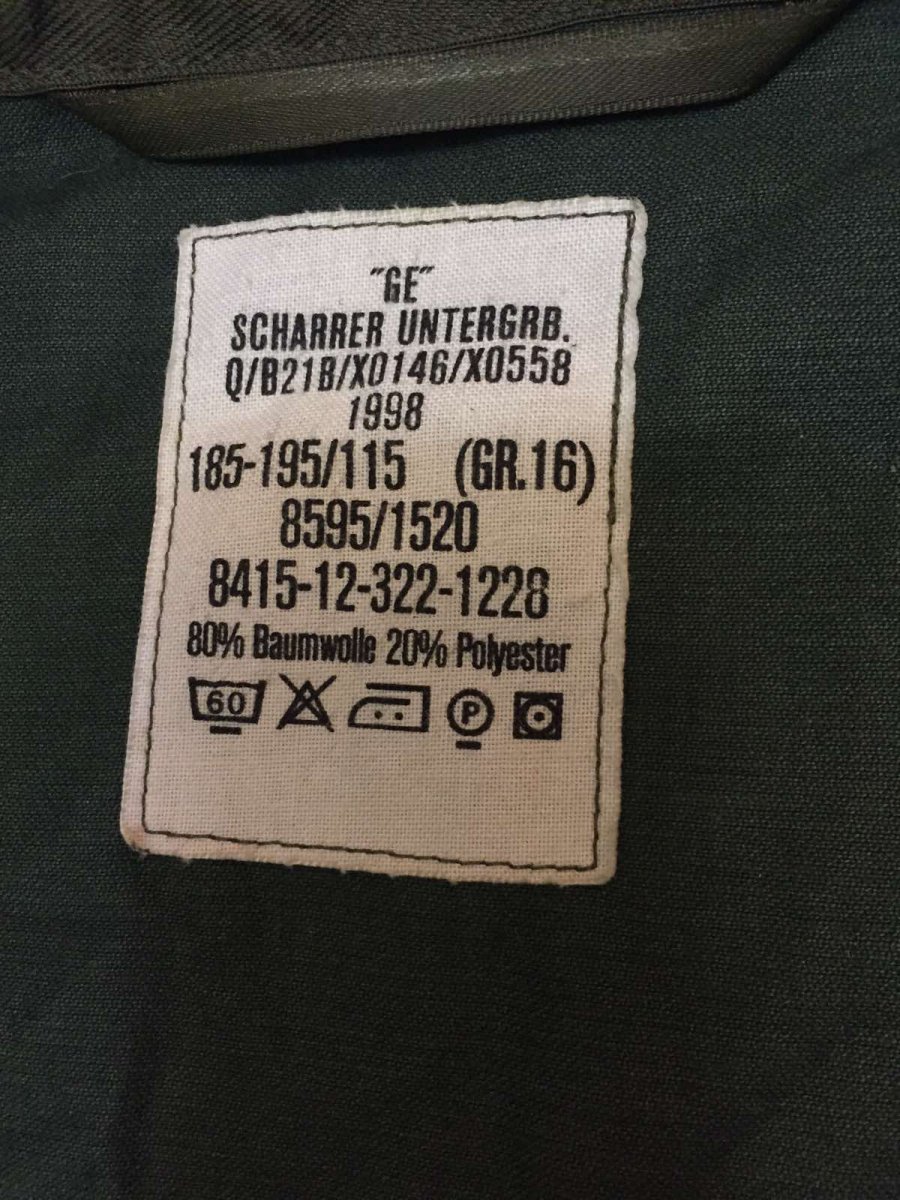 "GE"
SCHARRER UNTERGRB.
Q/B21B/X0146/X0558
1998
185-195/115 (GR.16)
8595/1520
8415-12-322-1228
80% Baumwolle 20% Polyester
60 P